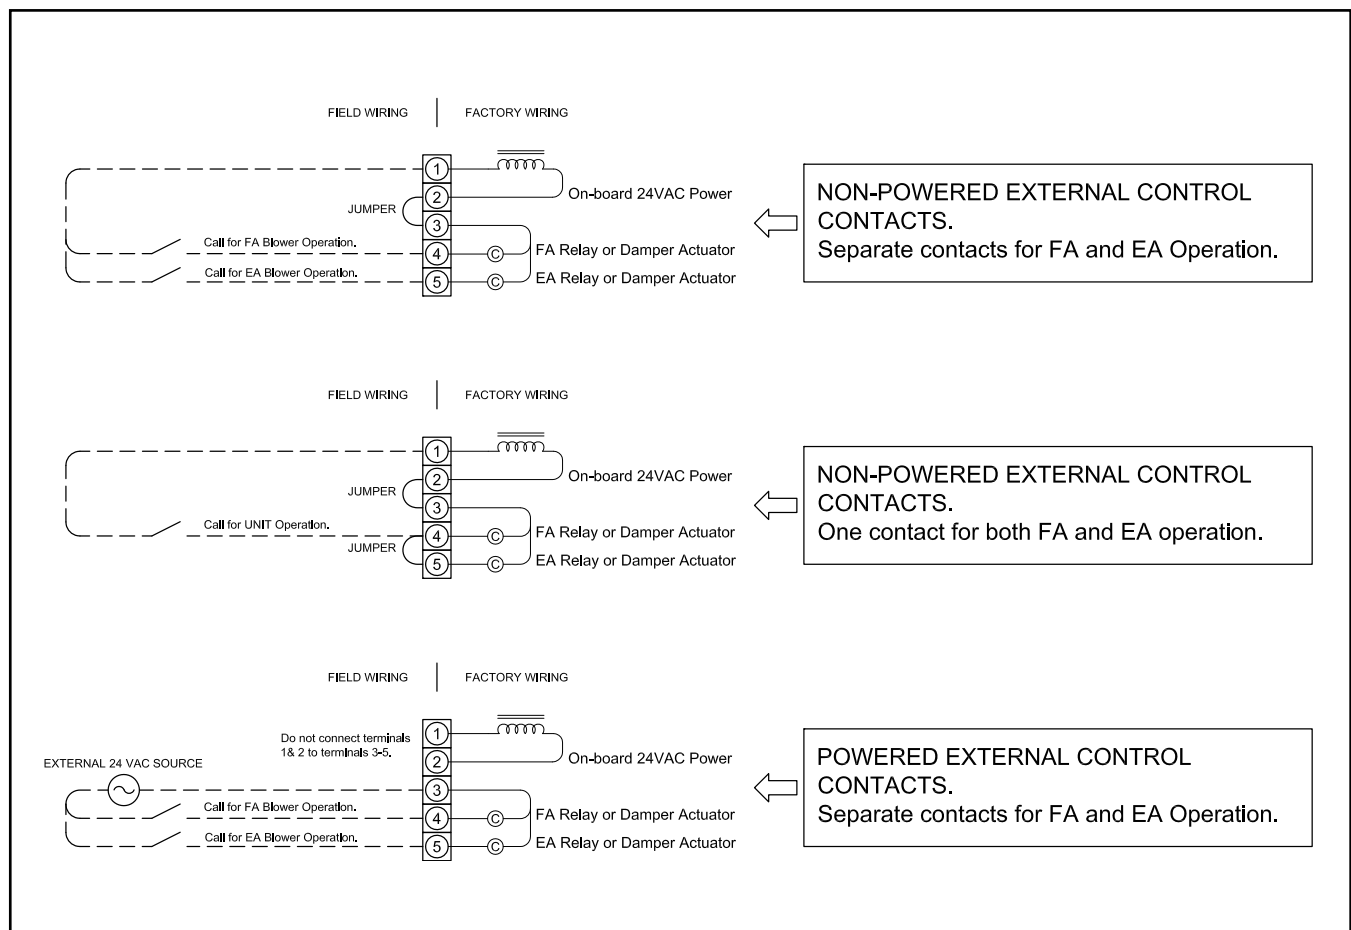 FIELD WIRING
FACTORY WIRING
1
2
On-board 24VAC Power
JUMPER
3
Call for FA Blower Operation.
4
C
FA Relay or Damper Actuator
Call for EA Blower Operation.
5
C
EA Relay or Damper Actuator
NON-POWERED EXTERNAL CONTROL
CONTACTS.
Separate contacts for FA and EA Operation.
FIELD WIRING
FACTORY WIRING
1
2
On-board 24VAC Power
JUMPER
3
Call for UNIT Operation.
4
C
FA Relay or Damper Actuator
JUMPER
5
C
EA Relay or Damper Actuator
NON-POWERED EXTERNAL CONTROL
CONTACTS.
One contact for both FA and EA operation.
FIELD WIRING
FACTORY WIRING
Do not connect terminals
1& 2 to terminals 3-5.
1
2
On-board 24VAC Power
EXTERNAL 24 VAC SOURCE
3
Call for FA Blower Operation.
4
C
FA Relay or Damper Actuator
Call for EA Blower Operation.
5
C
EA Relay or Damper Actuator
POWERED EXTERNAL CONTROL
CONTACTS.
Separate contacts for FA and EA Operation.